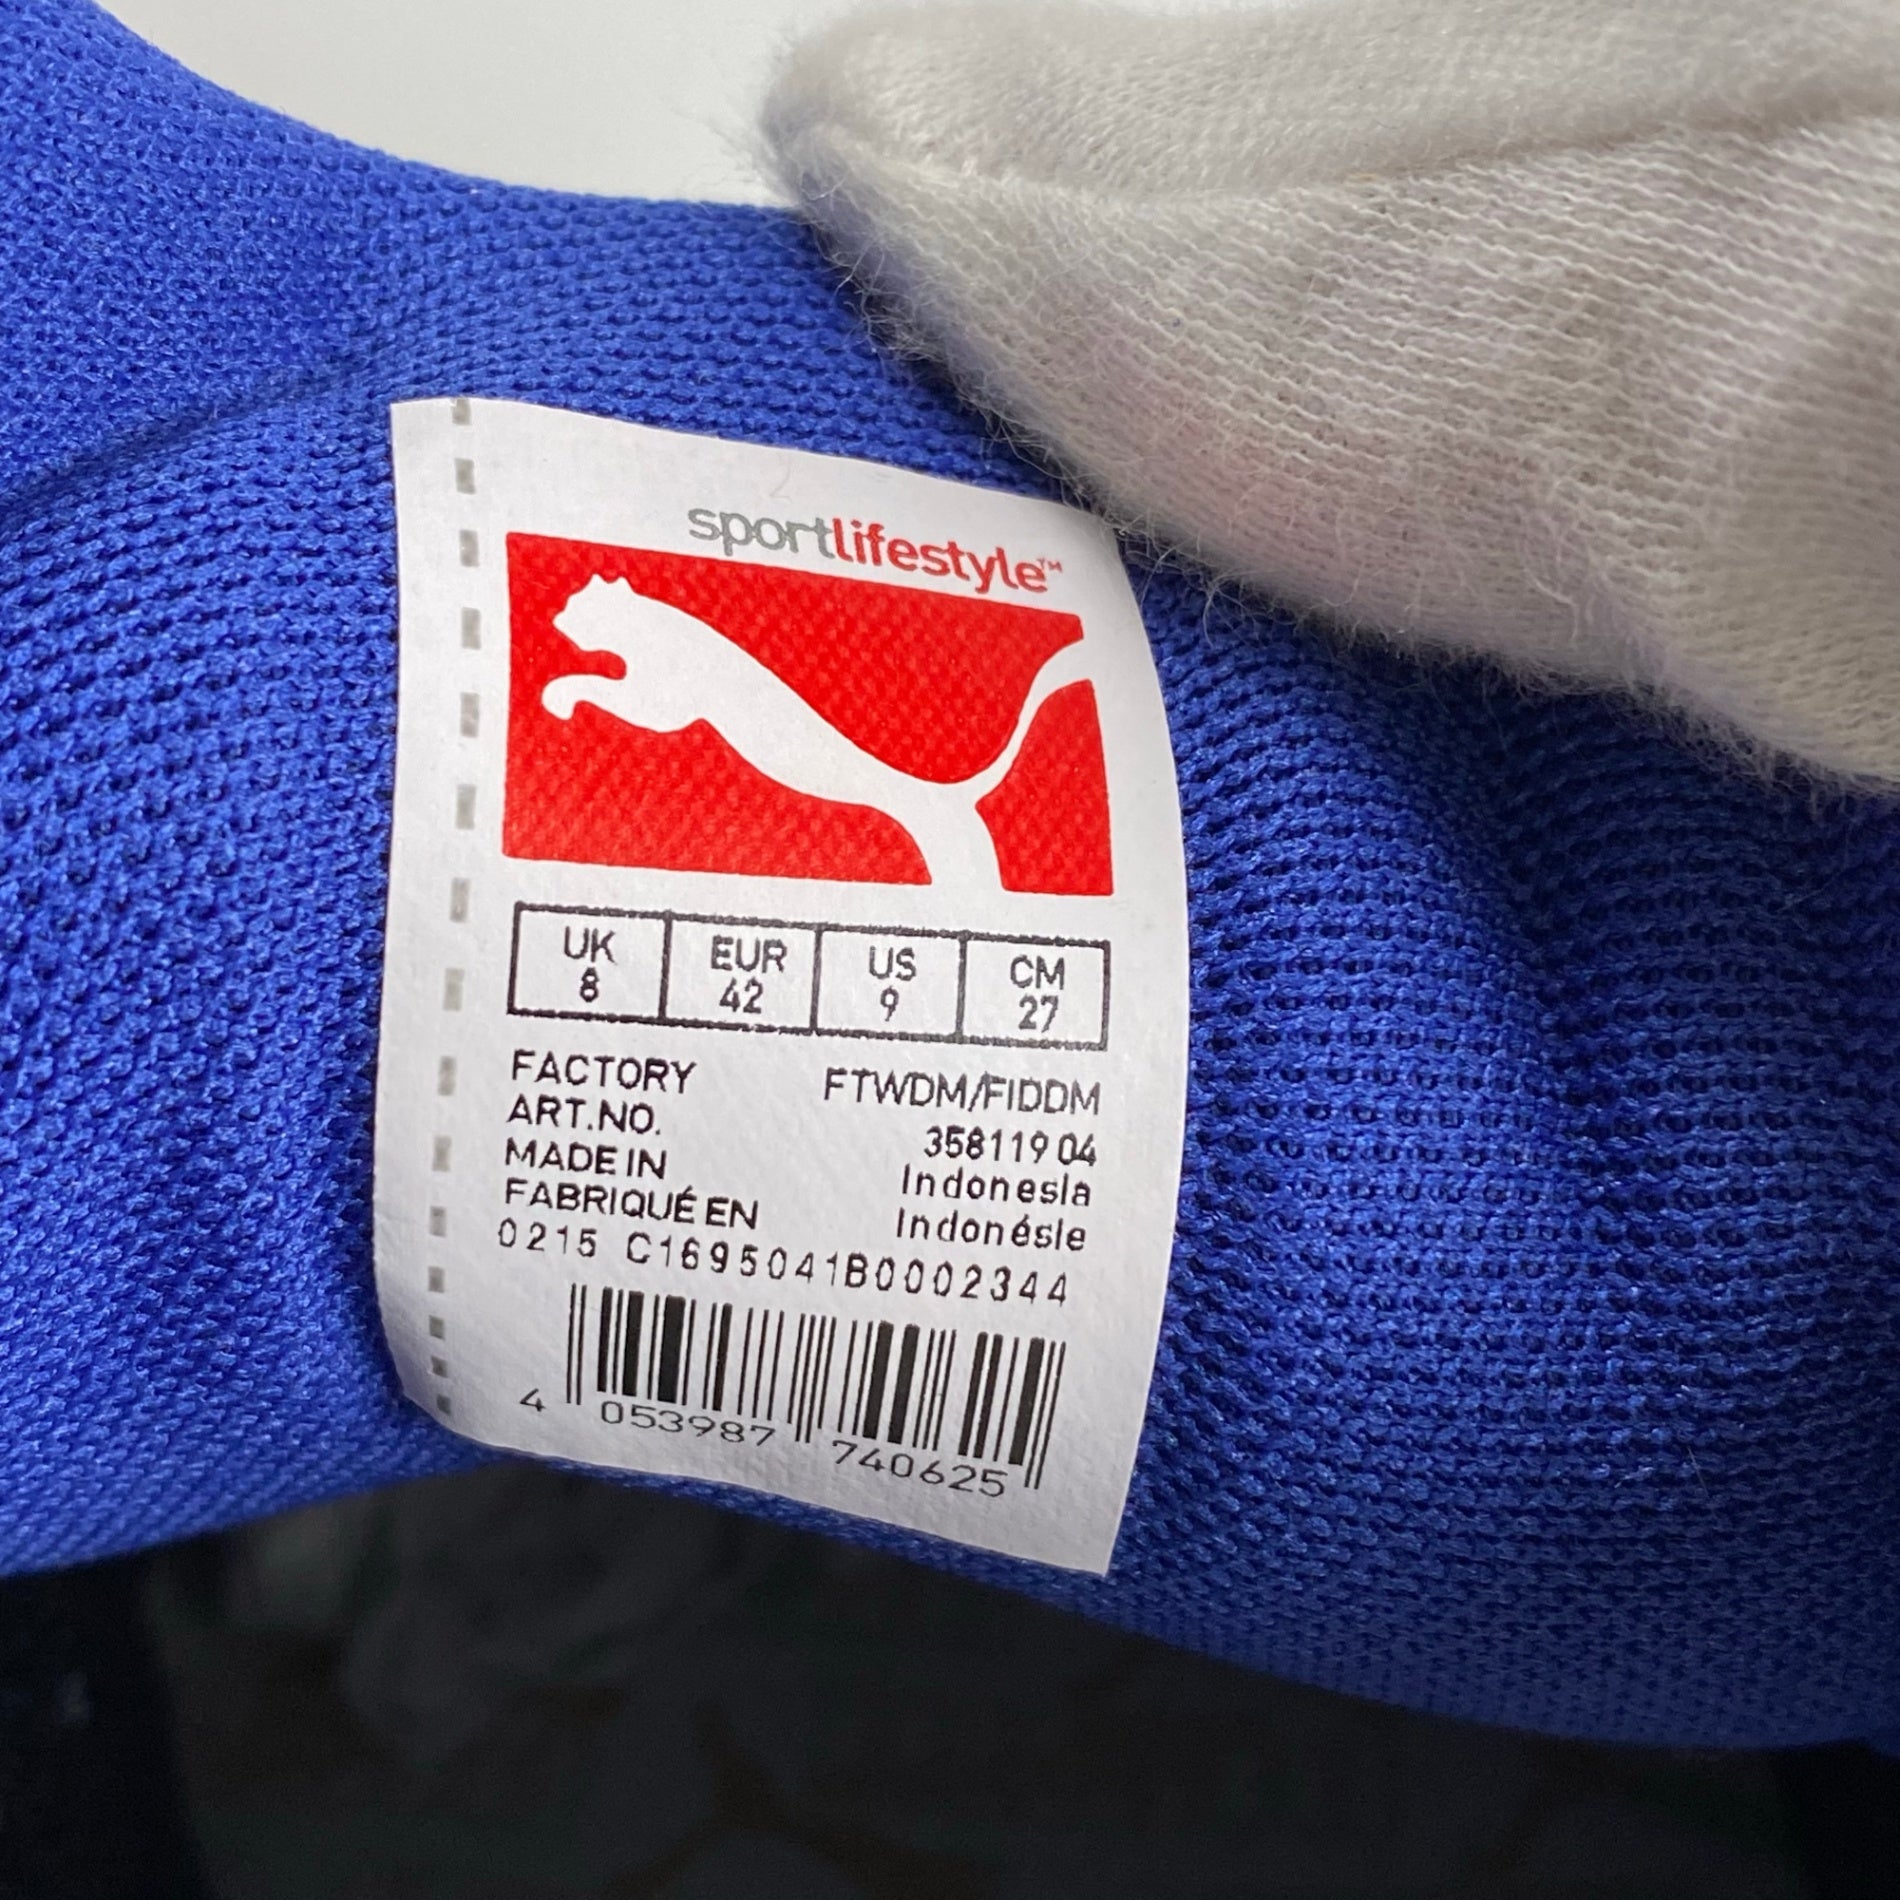 sportlifestyle™
UK EUR US CM
8 42 9 27
FACTORY FTWDM/FIDDM
ART.NO. 358119 04
MADE IN Indonesia
FABRIQUÉ EN Indonésie
0215 C1695041B0002344
4 053987 740625